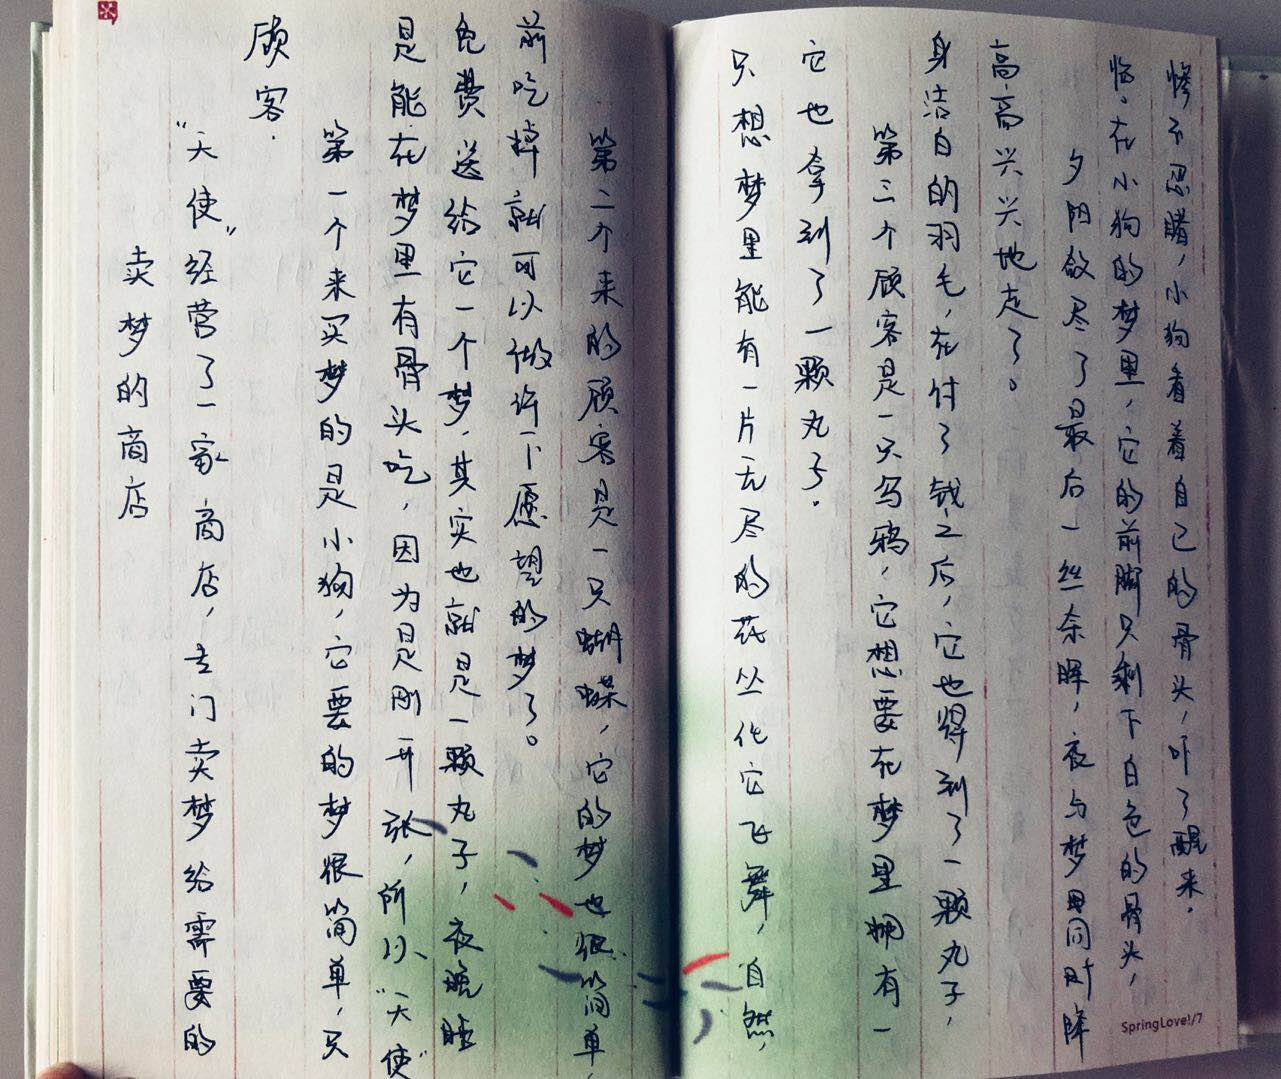 卖梦的商店
“天使”经营了一家商店，专门卖梦给需要的
顾客.
第一个来买梦的是小狗，它要的梦很简单，只
是能在梦里有骨头吃，因为是刚开张，所以“天使”
免费送给它一个梦.其实也就是一颗丸子，夜晚睡
前吃掉就可以做许下愿望的梦了。
第二个来的顾客是一只蝴蝶，它的梦也很简单，
只想梦里能有一片无尽的花丛化它飞舞，自然，
它也拿到了一颗丸子。
第三个顾客是一只乌鸦，它想要在梦里拥有一
身洁白的羽毛，在付了钱之后，它也得到了一颗丸子，
高高兴兴地走了。
夕阳敛尽了最后一丝余晖，夜与梦同时降
临。在小狗的梦里，它的前脚只剩下白色的骨头，
惨不忍睹，小狗看着自己的骨头，吓了醒来.
SpringLove!/7